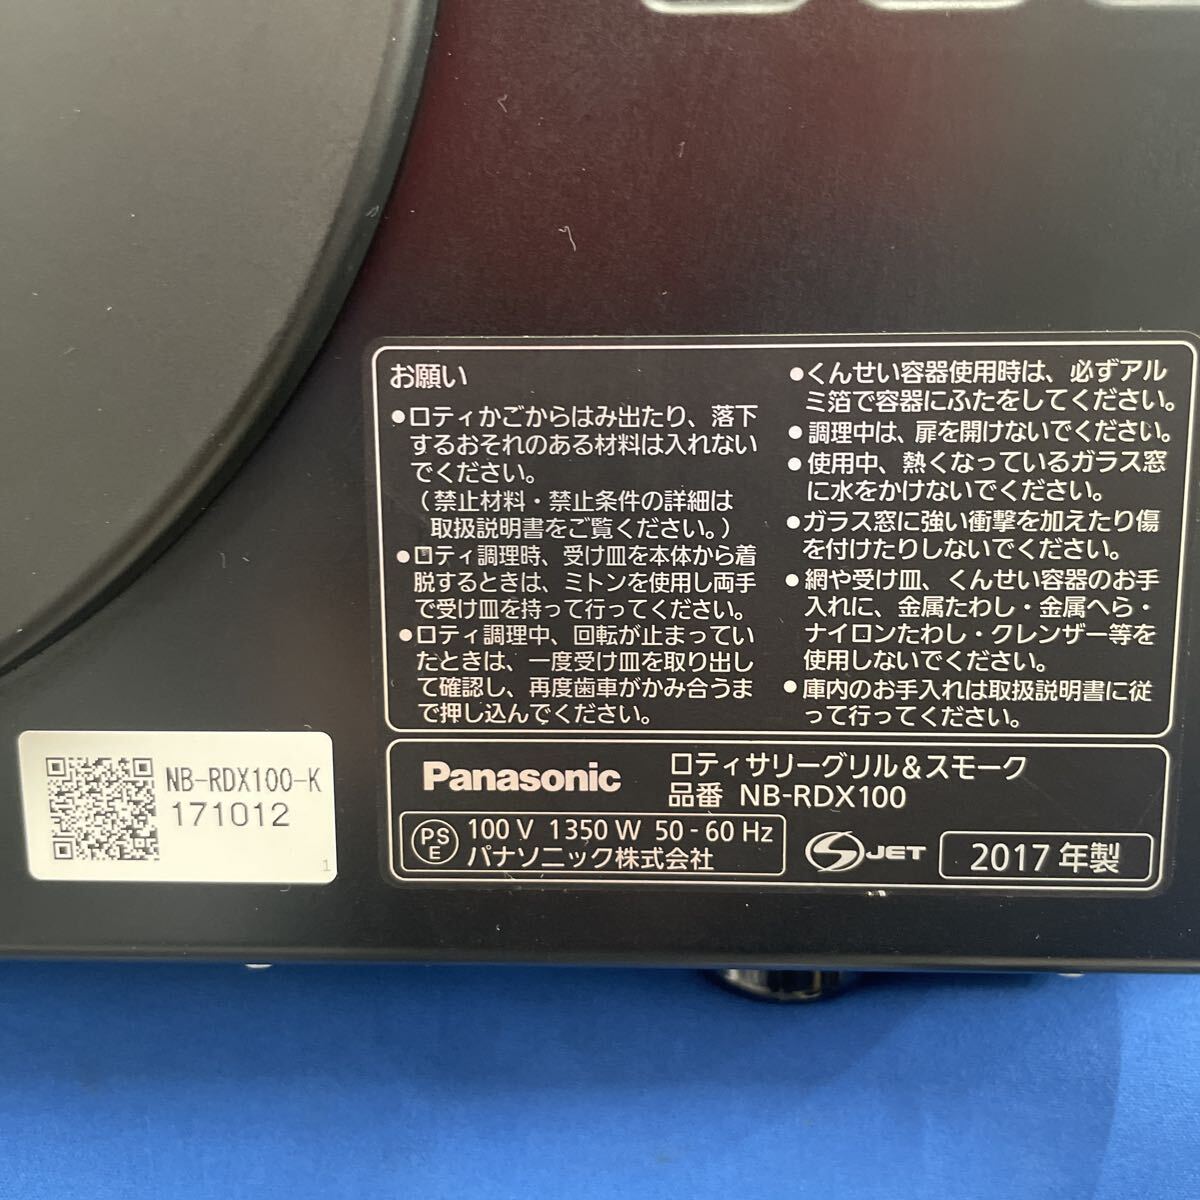 お願い
●ロティかごからはみ出たり、落下
するおそれのある材料は入れない
でください。
（禁止材料・禁止条件の詳細は
取扱説明書をご覧ください。）
●ロティ調理時、受け皿を本体から着
脱するときは、ミトンを使用し両手
で受け皿を持って行ってください。
●ロティ調理中、回転が止まってい
たときは、一度受け皿を取り出し
て確認し、再度歯車がかみ合うま
で押し込んでください。
●くんせい容器使用時は、必ずアル
ミ箔で容器にふたをしてください。
●調理中は、扉を開けないでください。
●使用中、熱くなっているガラス窓
に水をかけないでください。
●ガラス窓に強い衝撃を加えたり傷
を付けたりしないでください。
●網や受け皿、くんせい容器のお手
入れに、金属たわし・金属へら・
ナイロンたわし・クレンザー等を
使用しないでください。
●庫内のお手入れは取扱説明書に従
って行ってください。
NB-RDX100-K
171012
1
Panasonic
ロティサリーグリル＆スモーク
品番 NB-RDX100
PSE 100 V 1350 W 50 - 60 Hz
パナソニック株式会社
S JET
2017 年製